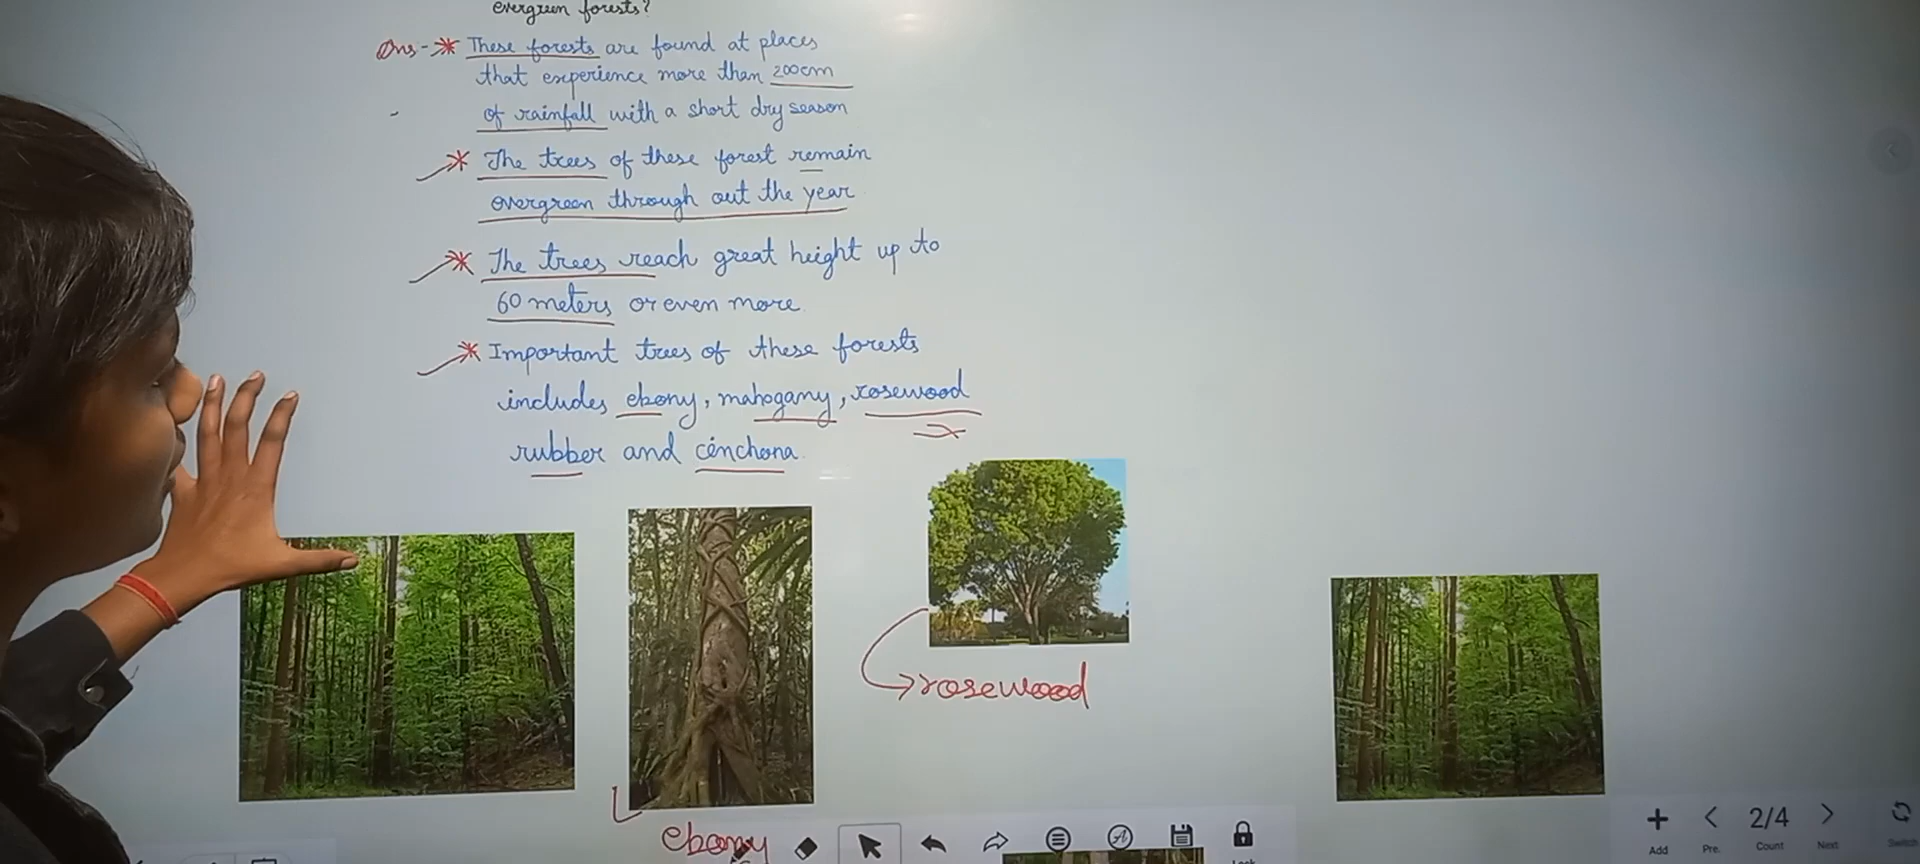 evergreen forests?
Ans - * These forests are found at places
that experience more than 200cm
of rainfall with a short dry season
* The trees of these forest remain
evergreen through out the year
* The trees reach great height up to
60 meters or even more.
* Important trees of these forests
includes ebony, mahogany, rosewood
rubber and cinchona.
rosewood
ebony
Add
Pre.
2/4
Count
Next
Switch